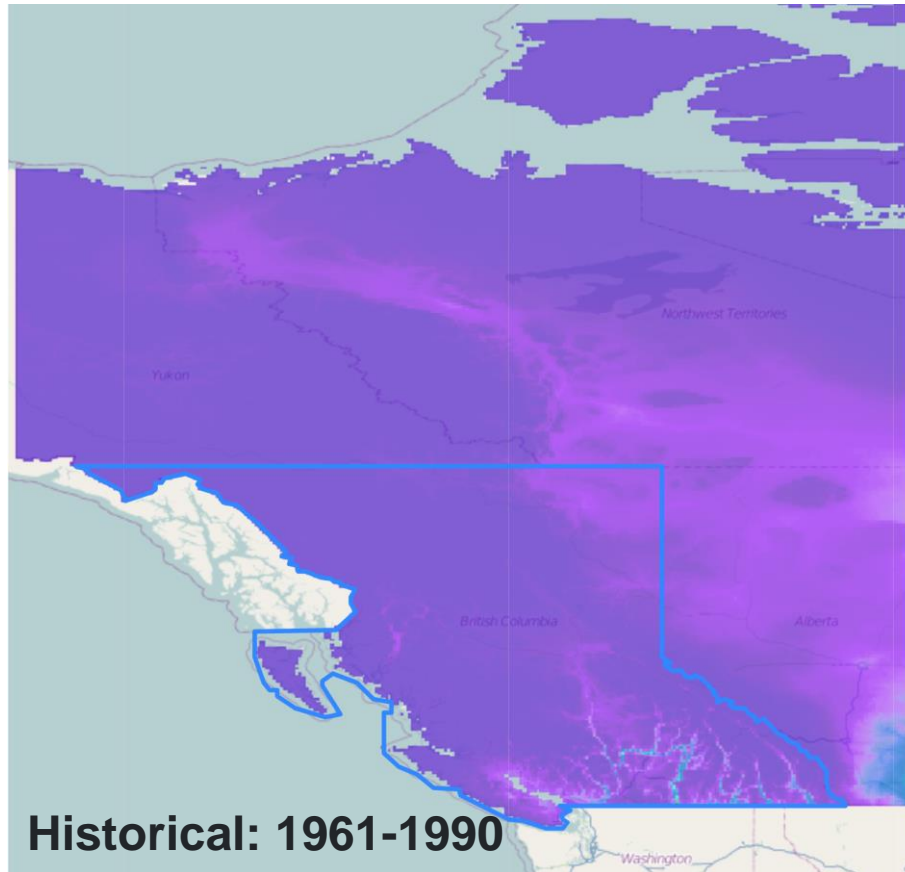 Northwest Territories
Yukon
British Columbia
Alberta
Historical: 1961-1990
Washington